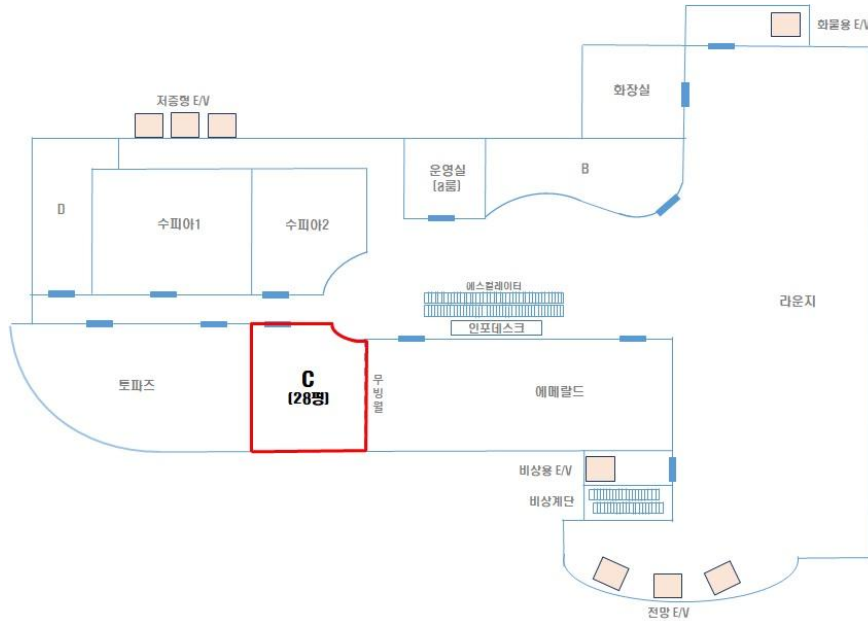 화물용 E/V
화장실
저층형 E/V
운영실
(a룸)
B
D
수피아1
수피아2
에스컬레이터
라운지
인포데스크
C
(28평)
토파즈
무빙월
에메랄드
비상용 E/V
비상계단
전망 E/V